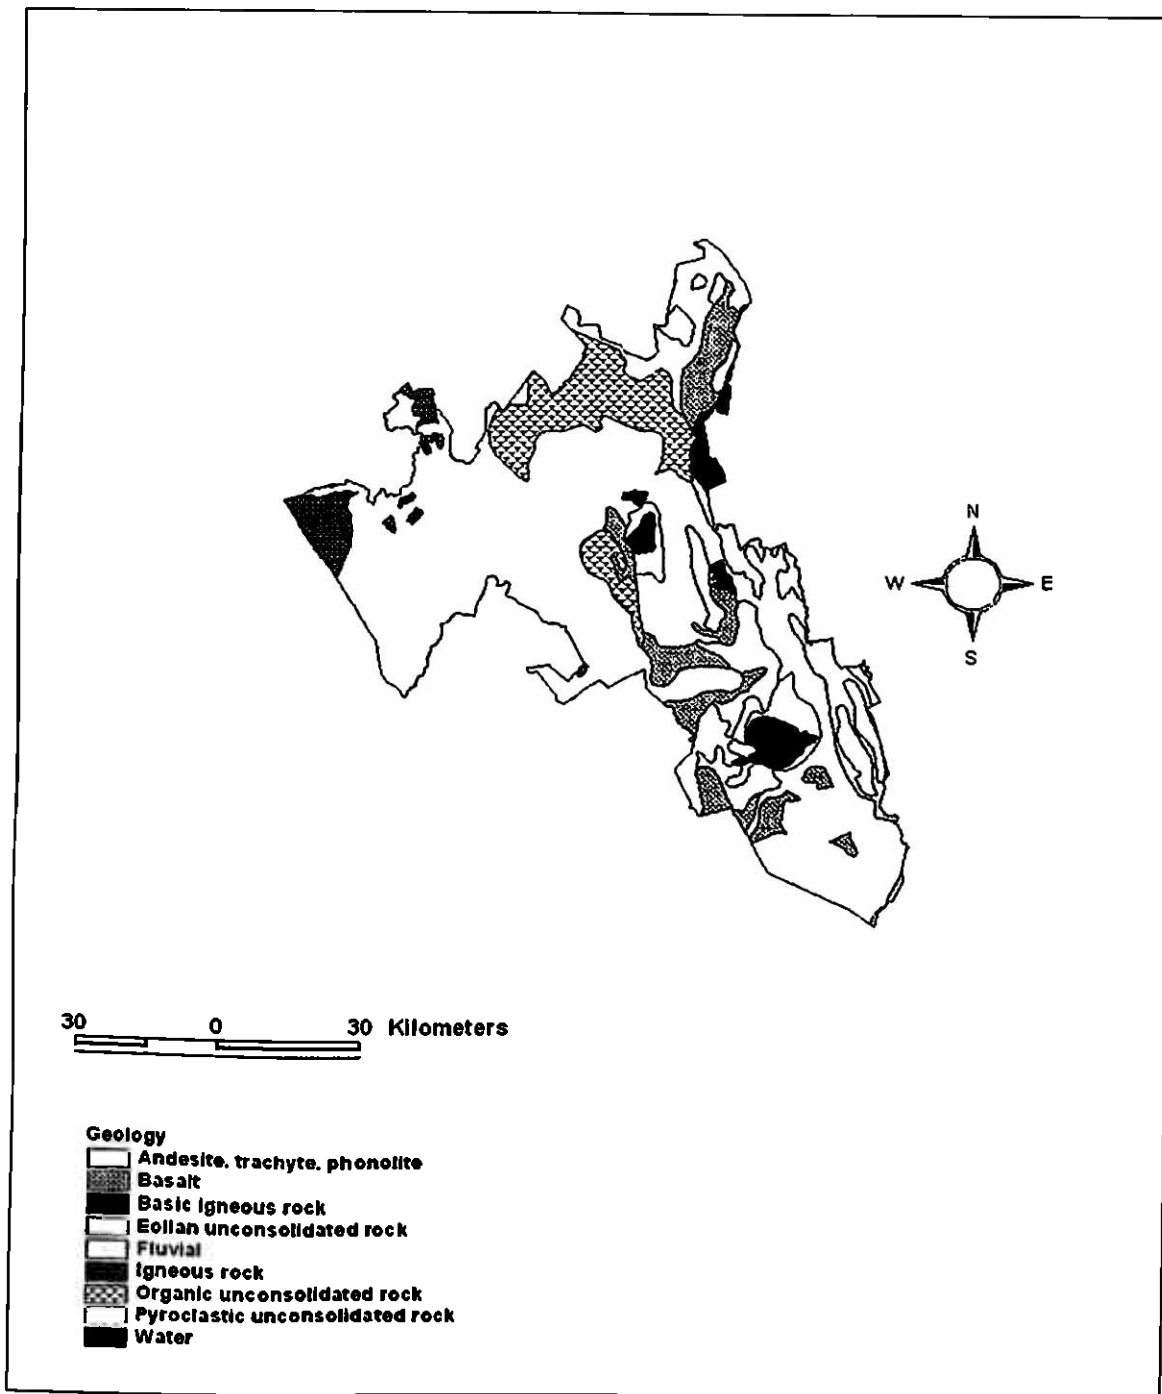 N
W E
S
30 0 30 Kilometers
Geology
Andesite, trachyte, phonolite
Basalt
Basic igneous rock
Eolian unconsolidated rock
Fluvial
Igneous rock
Organic unconsolidated rock
Pyroclastic unconsolidated rock
Water